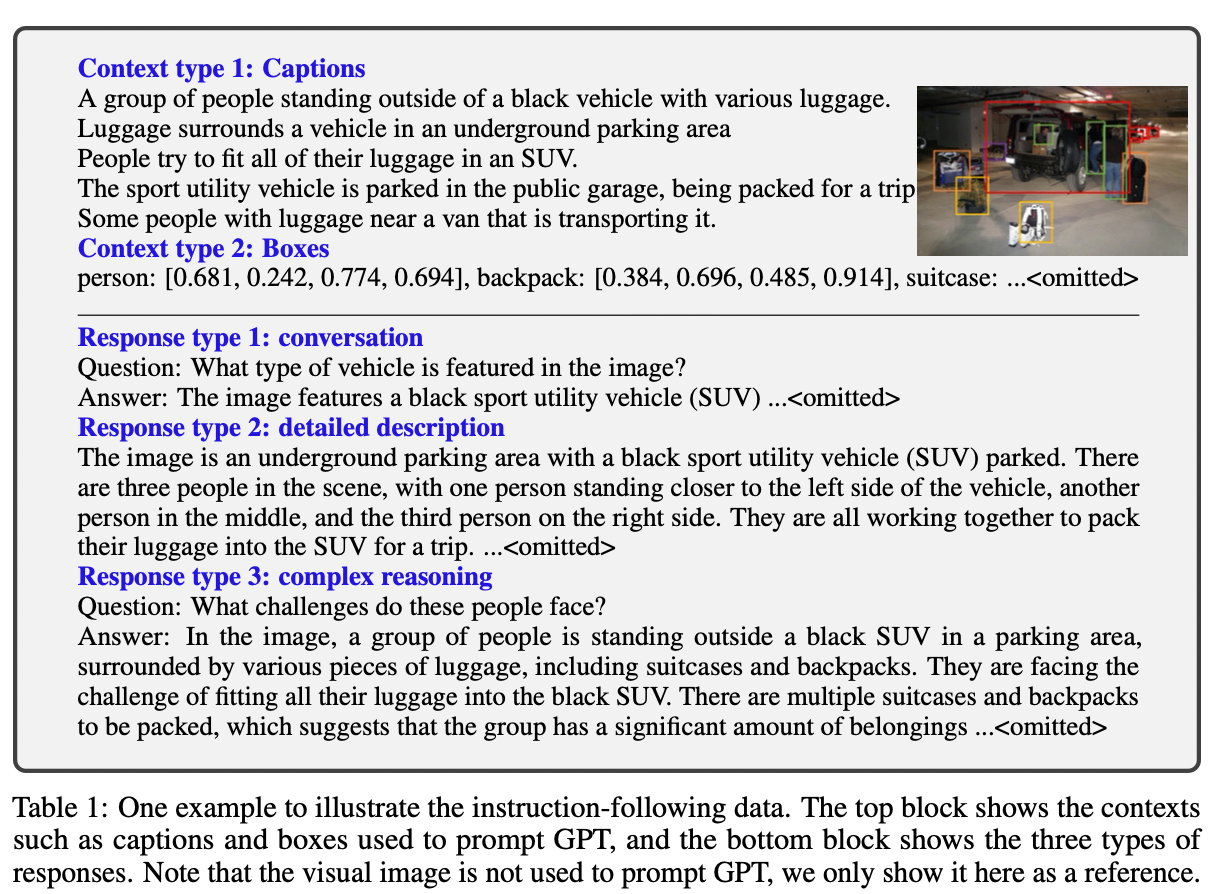 Context type 1: Captions
A group of people standing outside of a black vehicle with various luggage.
Luggage surrounds a vehicle in an underground parking area
People try to fit all of their luggage in an SUV.
The sport utility vehicle is parked in the public garage, being packed for a trip
Some people with luggage near a van that is transporting it.
Context type 2: Boxes
person: [0.681, 0.242, 0.774, 0.694], backpack: [0.384, 0.696, 0.485, 0.914], suitcase: ...<omitted>
Response type 1: conversation
Question: What type of vehicle is featured in the image?
Answer: The image features a black sport utility vehicle (SUV) ...<omitted>
Response type 2: detailed description
The image is an underground parking area with a black sport utility vehicle (SUV) parked. There
are three people in the scene, with one person standing closer to the left side of the vehicle, another
person in the middle, and the third person on the right side. They are all working together to pack
their luggage into the SUV for a trip. ...<omitted>
Response type 3: complex reasoning
Question: What challenges do these people face?
Answer: In the image, a group of people is standing outside a black SUV in a parking area,
surrounded by various pieces of luggage, including suitcases and backpacks. They are facing the
challenge of fitting all their luggage into the black SUV. There are multiple suitcases and backpacks
to be packed, which suggests that the group has a significant amount of belongings ...<omitted>
Table 1: One example to illustrate the instruction-following data. The top block shows the contexts
such as captions and boxes used to prompt GPT, and the bottom block shows the three types of
responses. Note that the visual image is not used to prompt GPT, we only show it here as a reference.